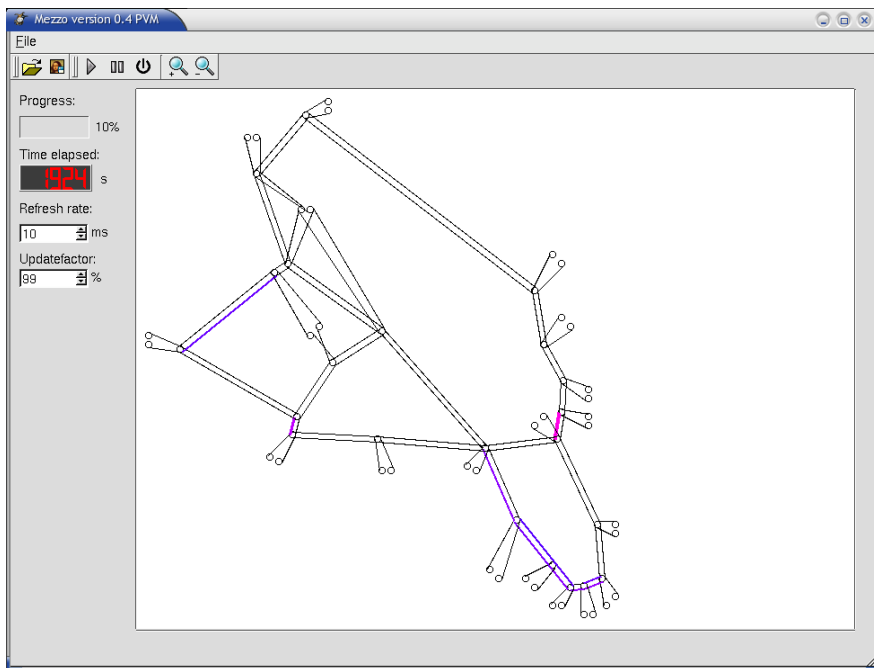 Mezzo version 0.4 PVM
File
Progress:
10%
Time elapsed:
1924 s
Refresh rate:
10 ms
Updatefactor:
99 %